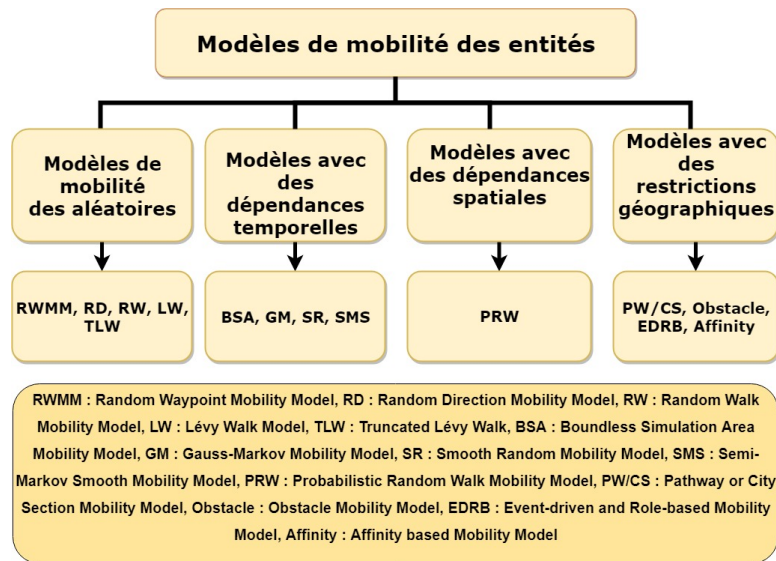 Modèles de mobilité des entités
Modèles de
mobilité
des aléatoires
Modèles avec
des
dépendances
temporelles
Modèles avec
des dépendances
spatiales
Modèles avec
des
restrictions
géographiques
RWMM, RD, RW, LW,
TLW
BSA, GM, SR, SMS
PRW
PW/CS, Obstacle,
EDRB, Affinity
RWMM : Random Waypoint Mobility Model, RD : Random Direction Mobility Model, RW : Random Walk
Mobility Model, LW : Lévy Walk Model, TLW : Truncated Lévy Walk, BSA : Boundless Simulation Area
Mobility Model, GM : Gauss-Markov Mobility Model, SR : Smooth Random Mobility Model, SMS : Semi-
Markov Smooth Mobility Model, PRW : Probabilistic Random Walk Mobility Model, PW/CS : Pathway or City
Section Mobility Model, Obstacle : Obstacle Mobility Model, EDRB : Event-driven and Role-based Mobility
Model, Affinity : Affinity based Mobility Model